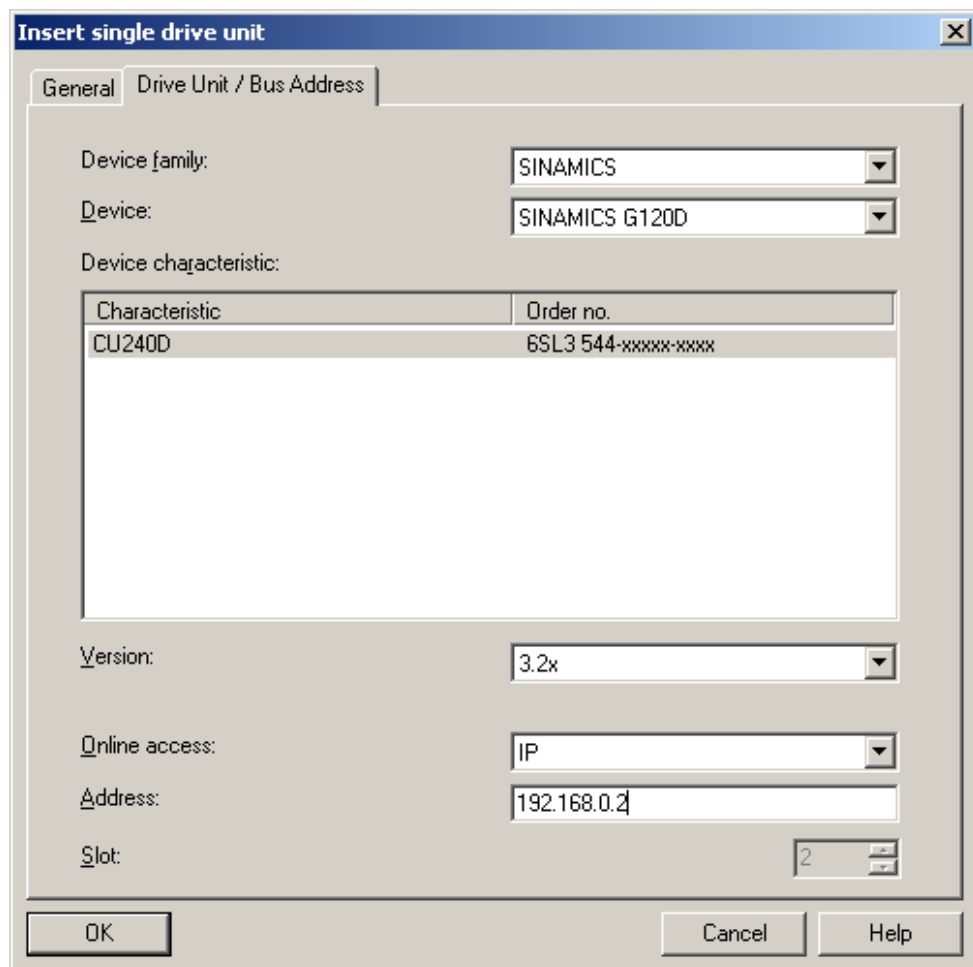 Insert single drive unit
General Drive Unit / Bus Address
Device family: SINAMICS
Device: SINAMICS G120D
Device characteristic:
Characteristic Order no.
CU240D 6SL3 544-xxxxx-xxxx
Version: 3.2x
Online access: IP
Address: 192.168.0.2
Slot: 2
OK Cancel Help